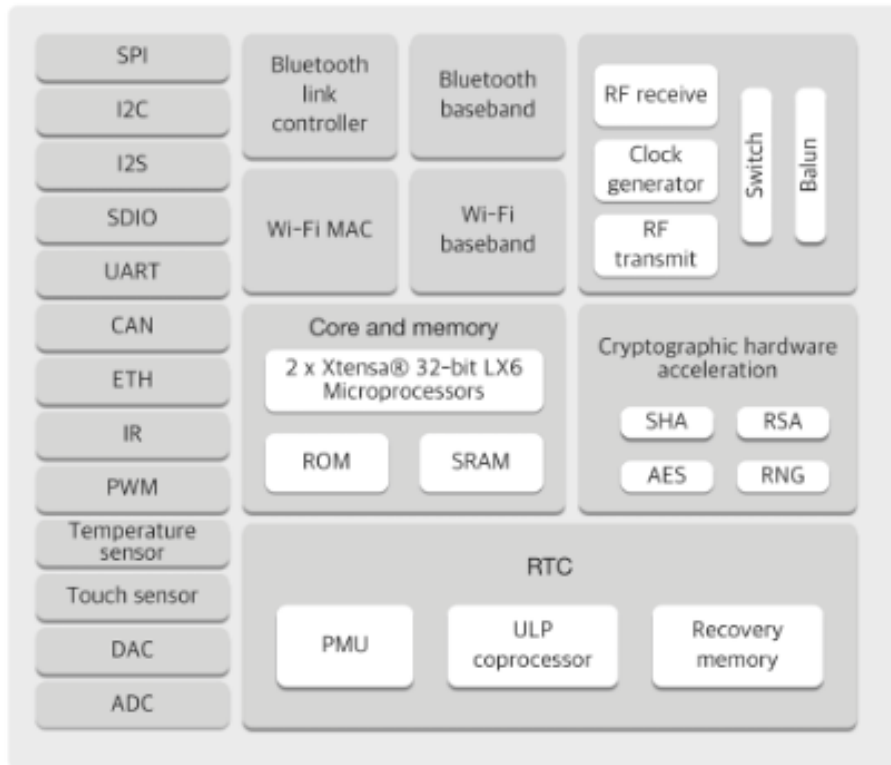 SPI
I2C
I2S
SDIO
UART
CAN
ETH
IR
PWM
Temperature
sensor
Touch sensor
DAC
ADC
Bluetooth
link
controller
Bluetooth
baseband
Wi-Fi MAC
Wi-Fi
baseband
RF receive
Clock
generator
RF
transmit
Switch
Balun
Core and memory
2 x Xtensa® 32-bit LX6
Microprocessors
ROM
SRAM
Cryptographic hardware
acceleration
SHA
RSA
AES
RNG
RTC
PMU
ULP
coprocessor
Recovery
memory